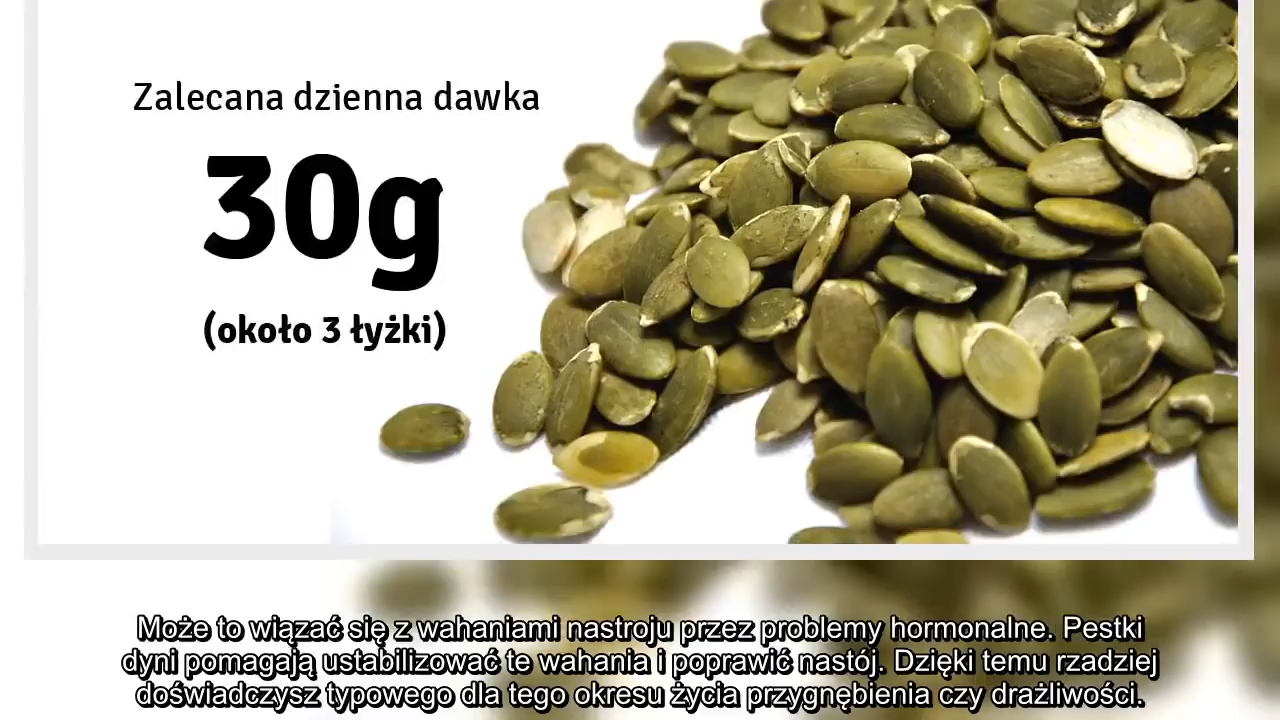 Zalecana dzienna dawka
30g
(około 3 łyżki)
Może to wiązać się z wahaniami nastroju przez problemy hormonalne. Pestki
dyni pomagają ustabilizować te wahania i poprawić nastój. Dzięki temu rzadziej
doświadczysz typowego dla tego okresu życia przygnębienia czy drażliwości.